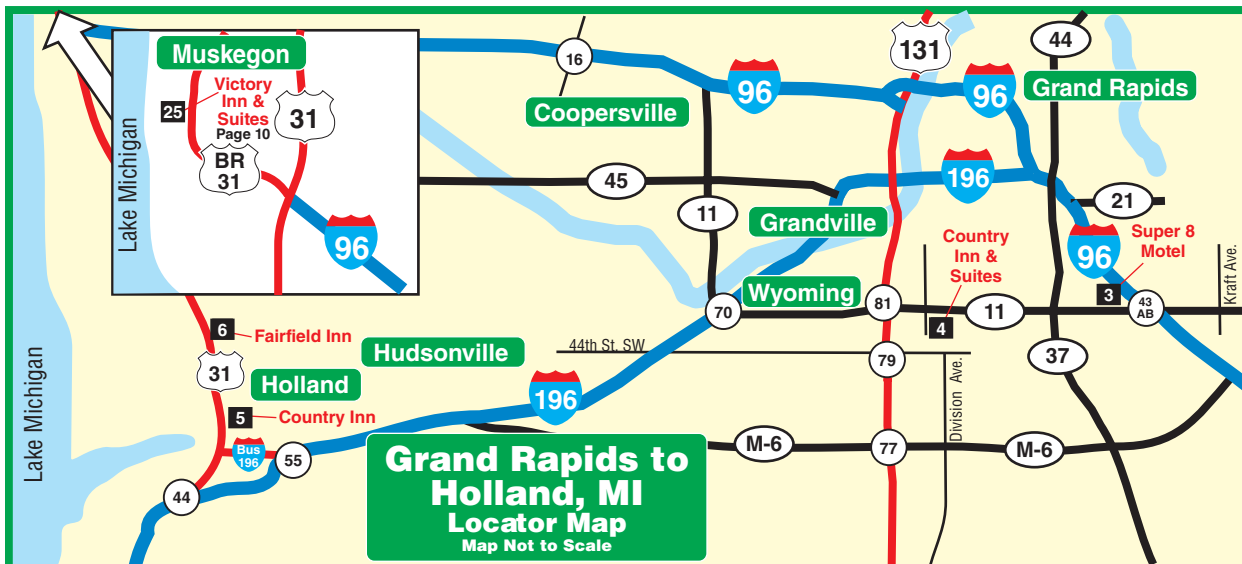 Muskegon
Victory
Inn &
Suites
Page 10
25
31
BR
31
96
Lake Michigan
16
Coopersville
96
131
96
44
Grand Rapids
45
11
196
Grandville
21
96
Super 8
Motel
3
Country
Inn &
Suites
4
Wyoming
70
81
11
43
AB
Kraft Ave.
6
Fairfield Inn
31
Holland
Hudsonville
44th St. SW
79
37
Division Ave.
5
Country Inn
196
Bus
196
55
44
M-6
77
M-6
Lake Michigan
Grand Rapids to
Holland, MI
Locator Map
Map Not to Scale